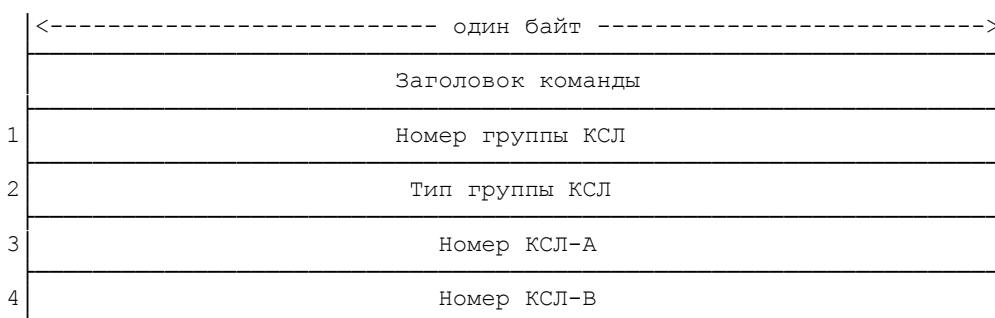 <--------------------------- один байт --------------------------->
Заголовок команды
1 Номер группы КСЛ
2 Тип группы КСЛ
3 Номер КСЛ-А
4 Номер КСЛ-В